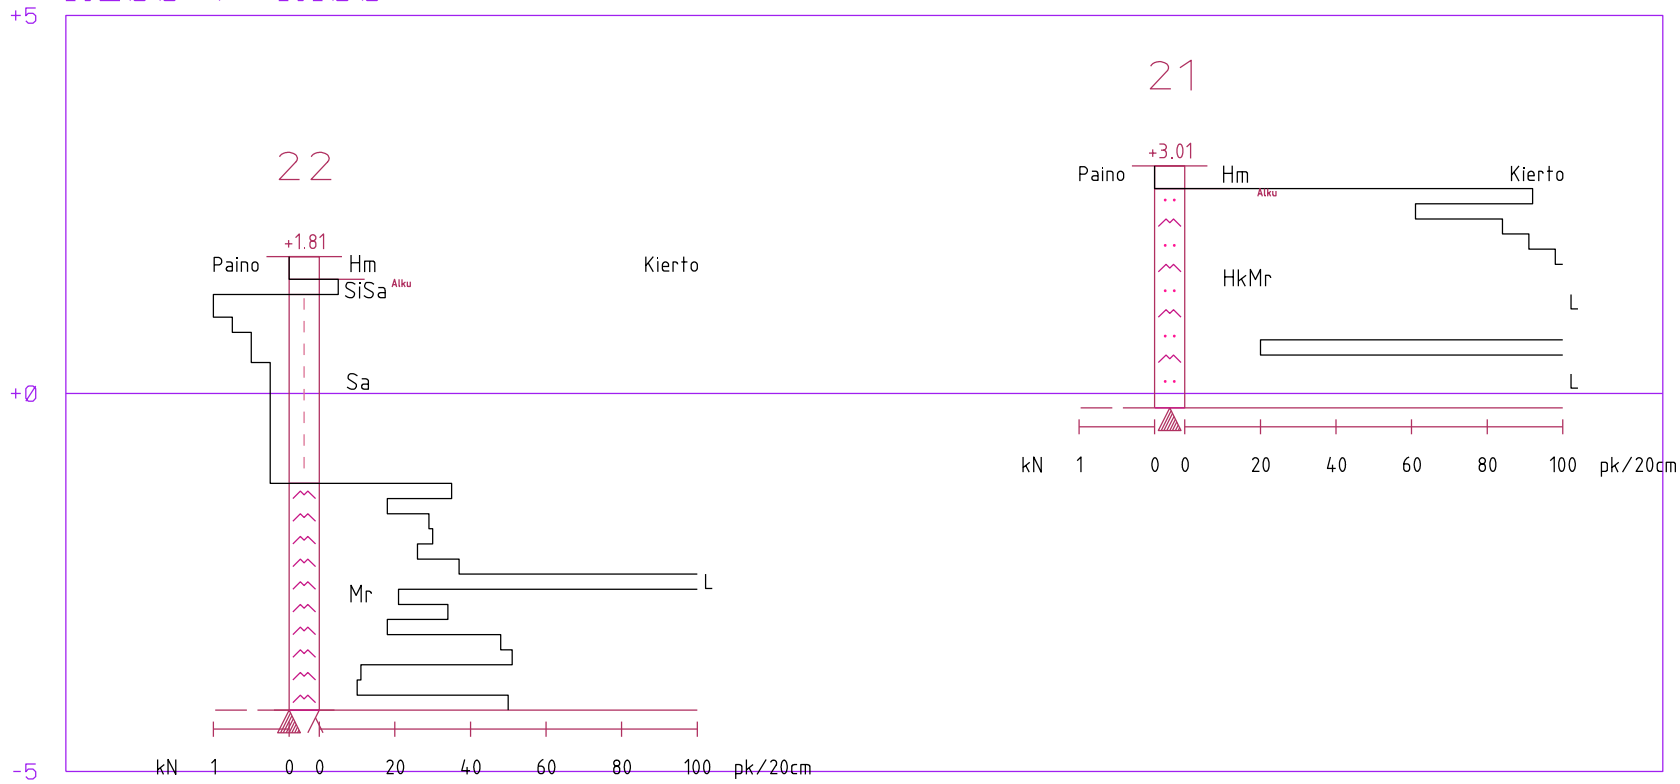 +5
21
22
+3.01
Paino Hm Kierto
Alku
+1.81
Paino Hm Kierto
SiSa Alku
HkMr
L
Sa
L
+0
kN 1 0 0 20 40 60 80 100 pk/20cm
L
Mr
kN 1 0 0 20 40 60 80 100 pk/20cm
-5